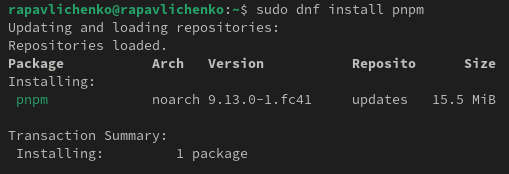 rapavlichenko@rapavlichenko:~$ sudo dnf install pnpm
Updating and loading repositories:
Repositories loaded.
Package Arch Version Reposito Size
Installing:
pnpm noarch 9.13.0-1.fc41 updates 15.5 MiB
Transaction Summary:
Installing: 1 package